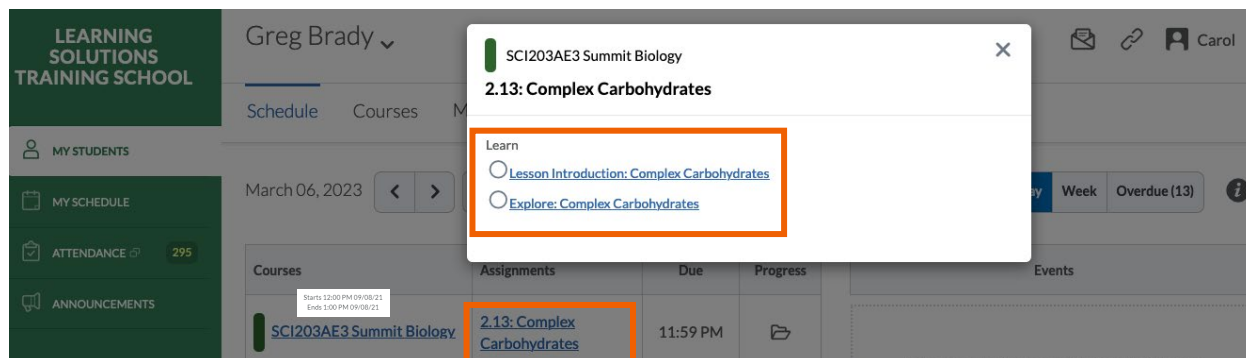 LEARNING
SOLUTIONS
TRAINING SCHOOL
MY STUDENTS
MY SCHEDULE
ATTENDANCE 295
ANNOUNCEMENTS
Greg Brady
Carol
Schedule Courses M
March 06, 2023
ay Week Overdue (13)
SCI203AE3 Summit Biology
2.13: Complex Carbohydrates
Learn
Lesson Introduction: Complex Carbohydrates
Explore: Complex Carbohydrates
Courses Assignments Due Progress Events
Starts 12:00 PM 09/08/21
Ends 1:00 PM 09/08/21
SCI203AE3 Summit Biology
2.13: Complex
Carbohydrates
11:59 PM